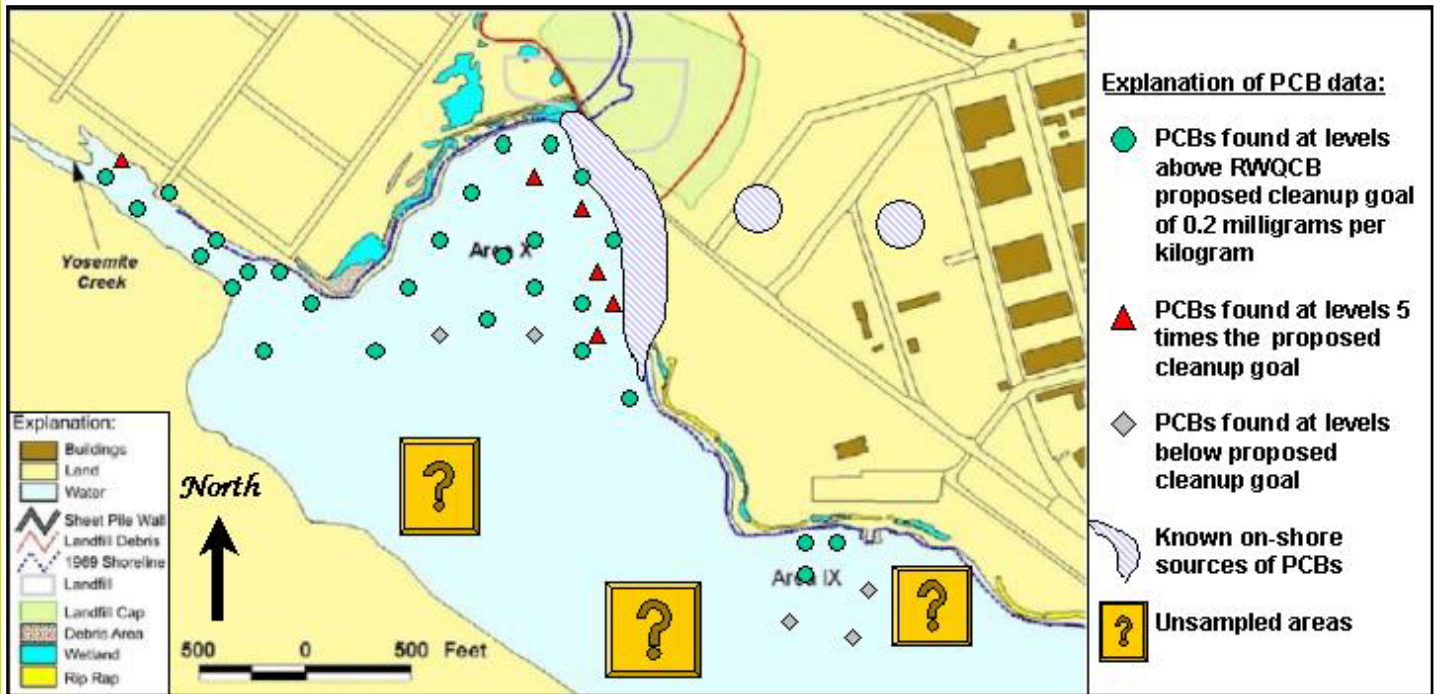 Explanation of PCB data:
PCBs found at levels
above RWQCB
proposed cleanup goal
of 0.2 milligrams per
kilogram
PCBs found at levels 5
times the proposed
cleanup goal
PCBs found at levels
below proposed
cleanup goal
Known on-shore
sources of PCBs
?
Unsampled areas
Yosemite
Creek
Area X
Area IX
?
?
?
North
500 0 500 Feet
Explanation:
Buildings
Land
Water
Sheet Pile Wall
Landfill Debris
1969 Shoreline
Landfill
Landfill Cap
Debris Area
Wetland
Rip Rap